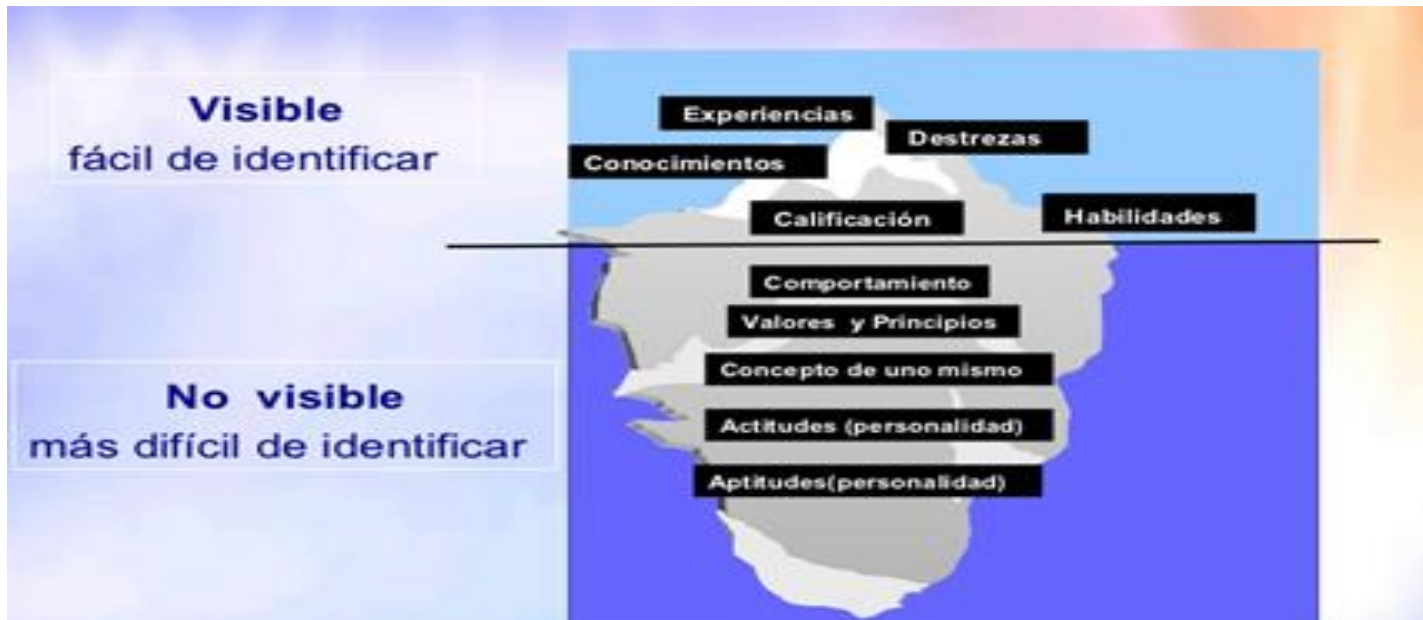 Visible
fácil de identificar
Experiencias
Destrezas
Conocimientos
Calificación
Habilidades
Comportamiento
Valores y Principios
Concepto de uno mismo
No visible
más difícil de identificar
Actitudes (personalidad)
Aptitudes(personalidad)